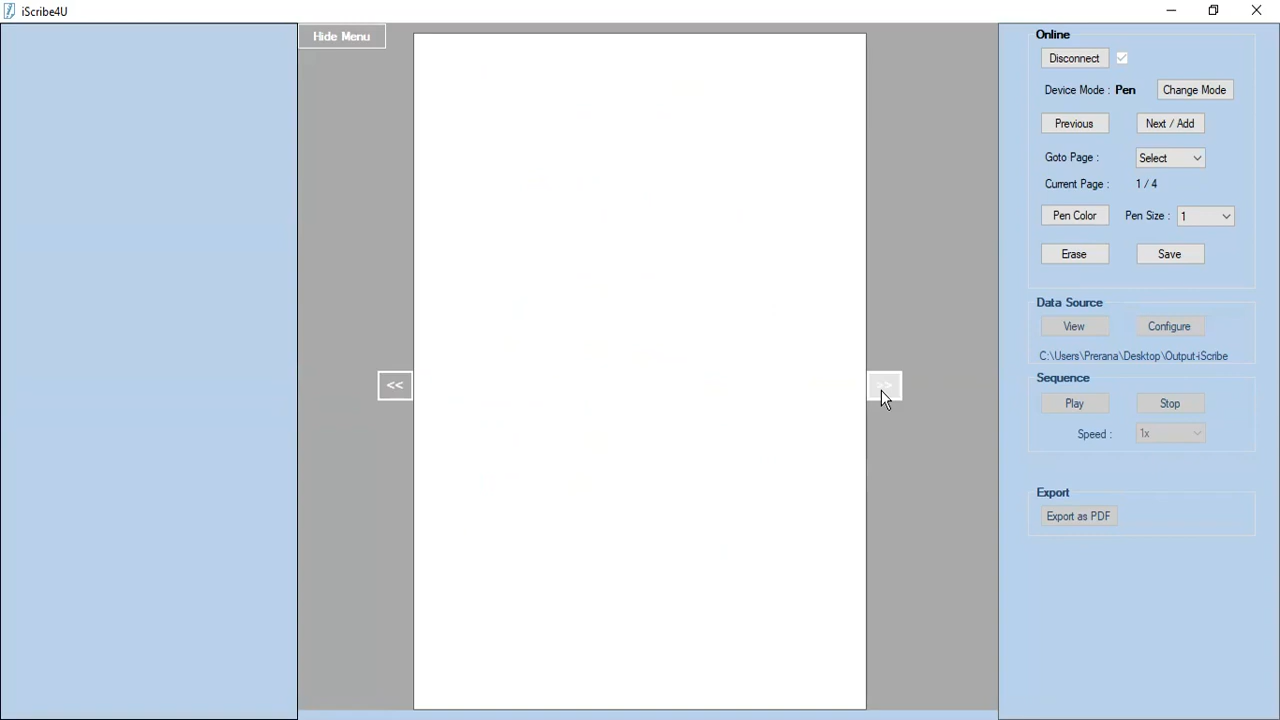 iScribe4U
Hide Menu
<<
>>
Online
Disconnect
Device Mode : Pen Change Mode
Previous Next / Add
Goto Page : Select
Current Page : 1 / 4
Pen Color Pen Size : 1
Erase Save
Data Source
View Configure
C:\Users\Prerana\Desktop\Output-iScribe
Sequence
Play Stop
Speed : 1x
Export
Export as PDF